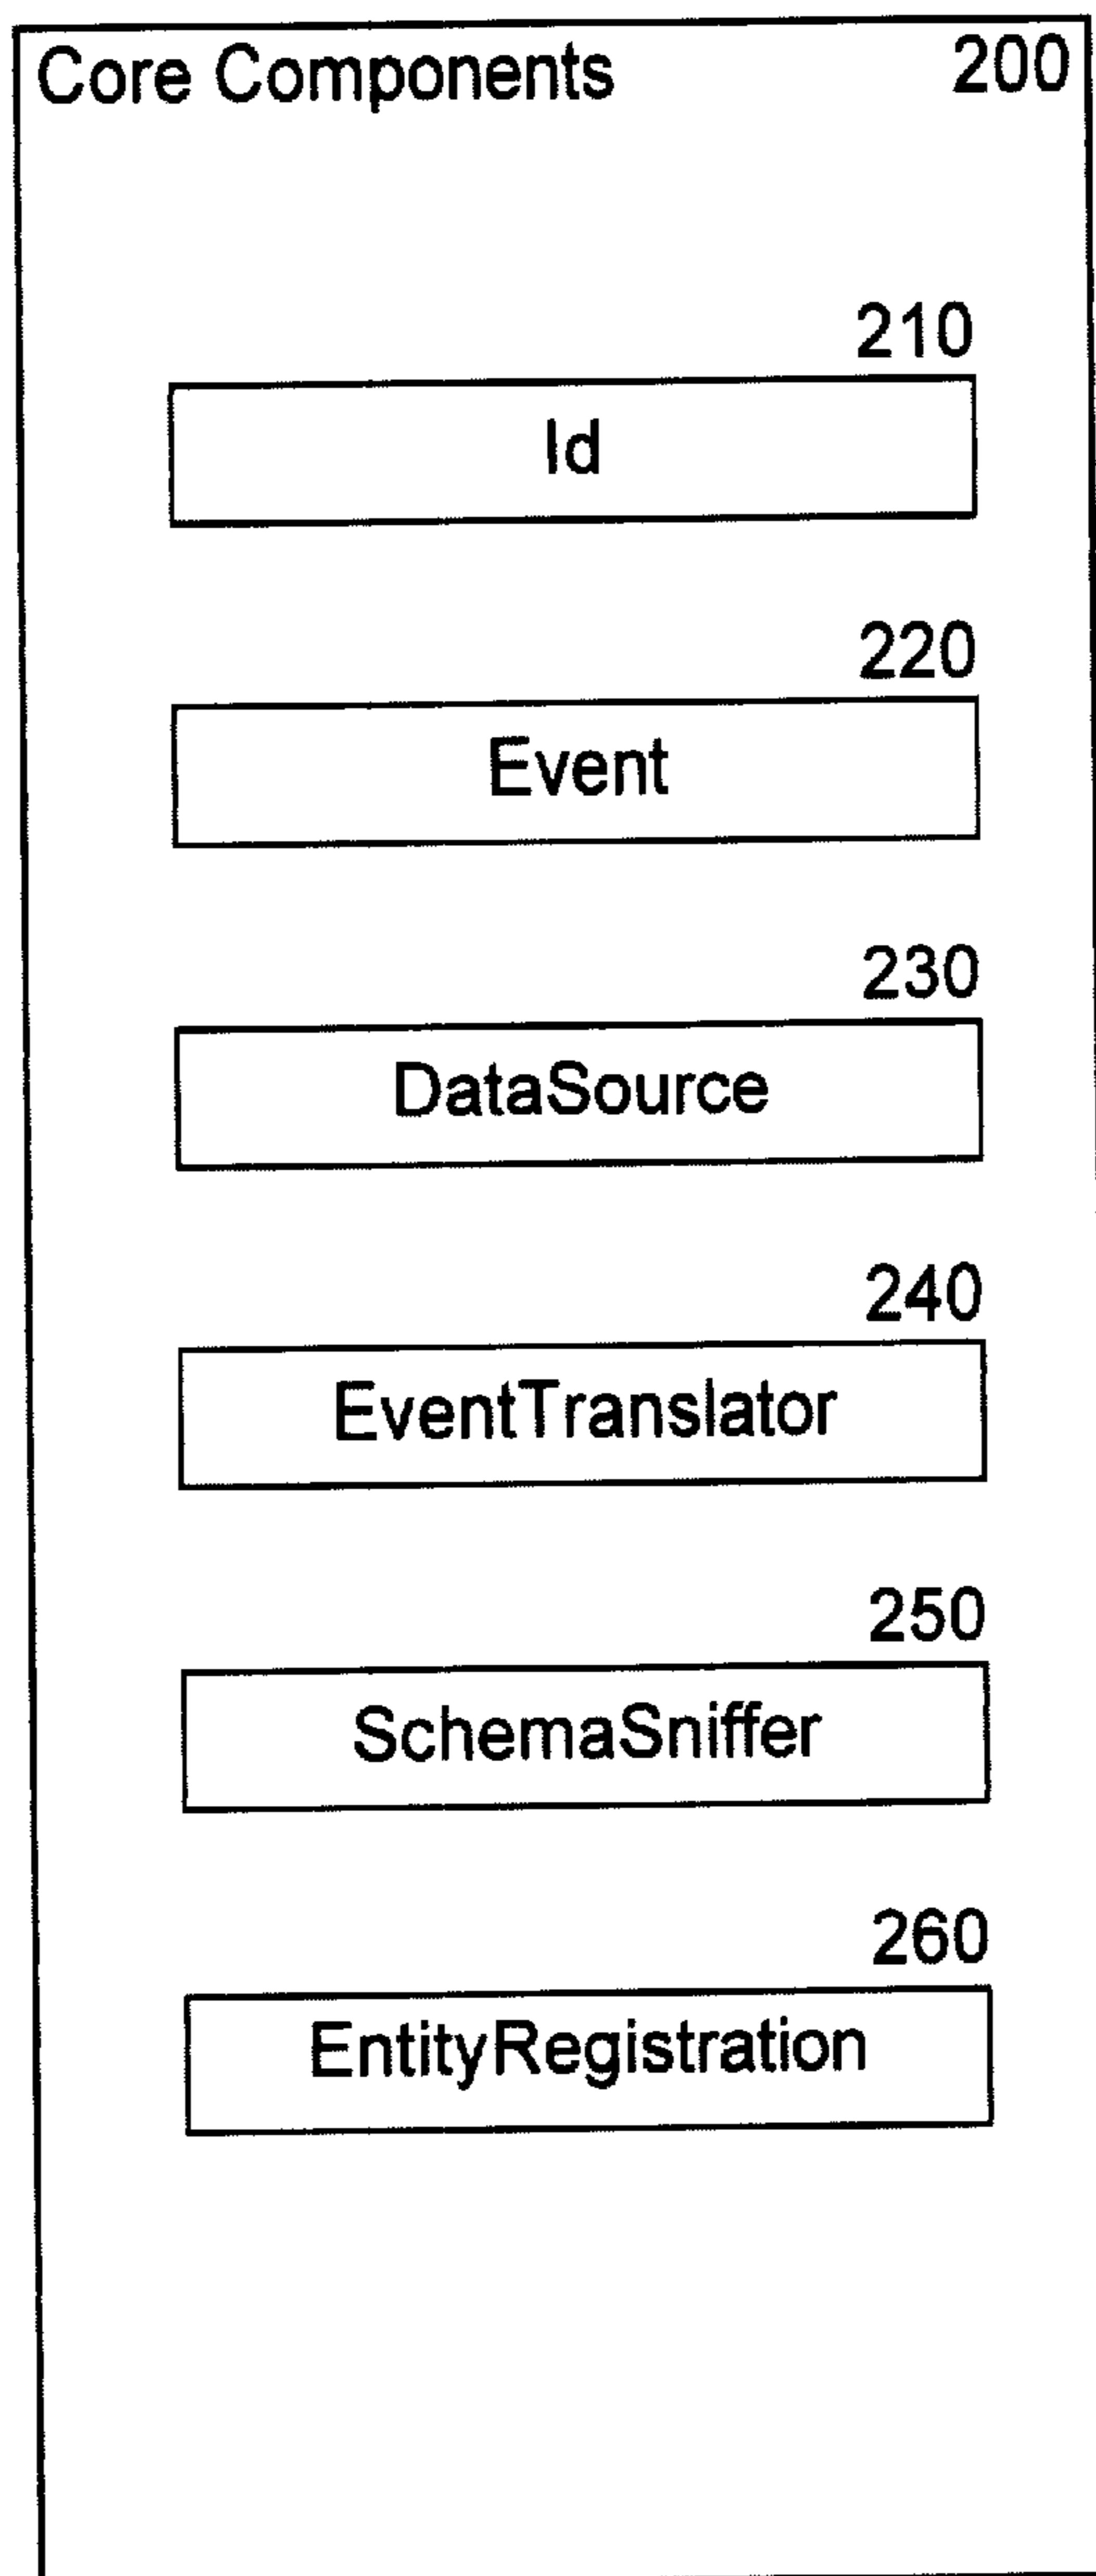 Core Components 200
210
Id
220
Event
230
DataSource
240
EventTranslator
250
SchemaSniffer
260
EntityRegistration